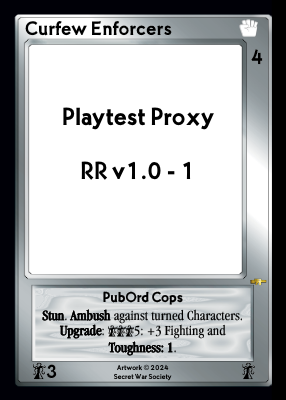 Curfew Enforcers
4
Playtest Proxy
RR v1.0 - 1
PubOrd Cops
Stun. Ambush against turned Characters.
Upgrade: 5: +3 Fighting and
Toughness: 1.
3
Artwork © 2024
Secret War Society